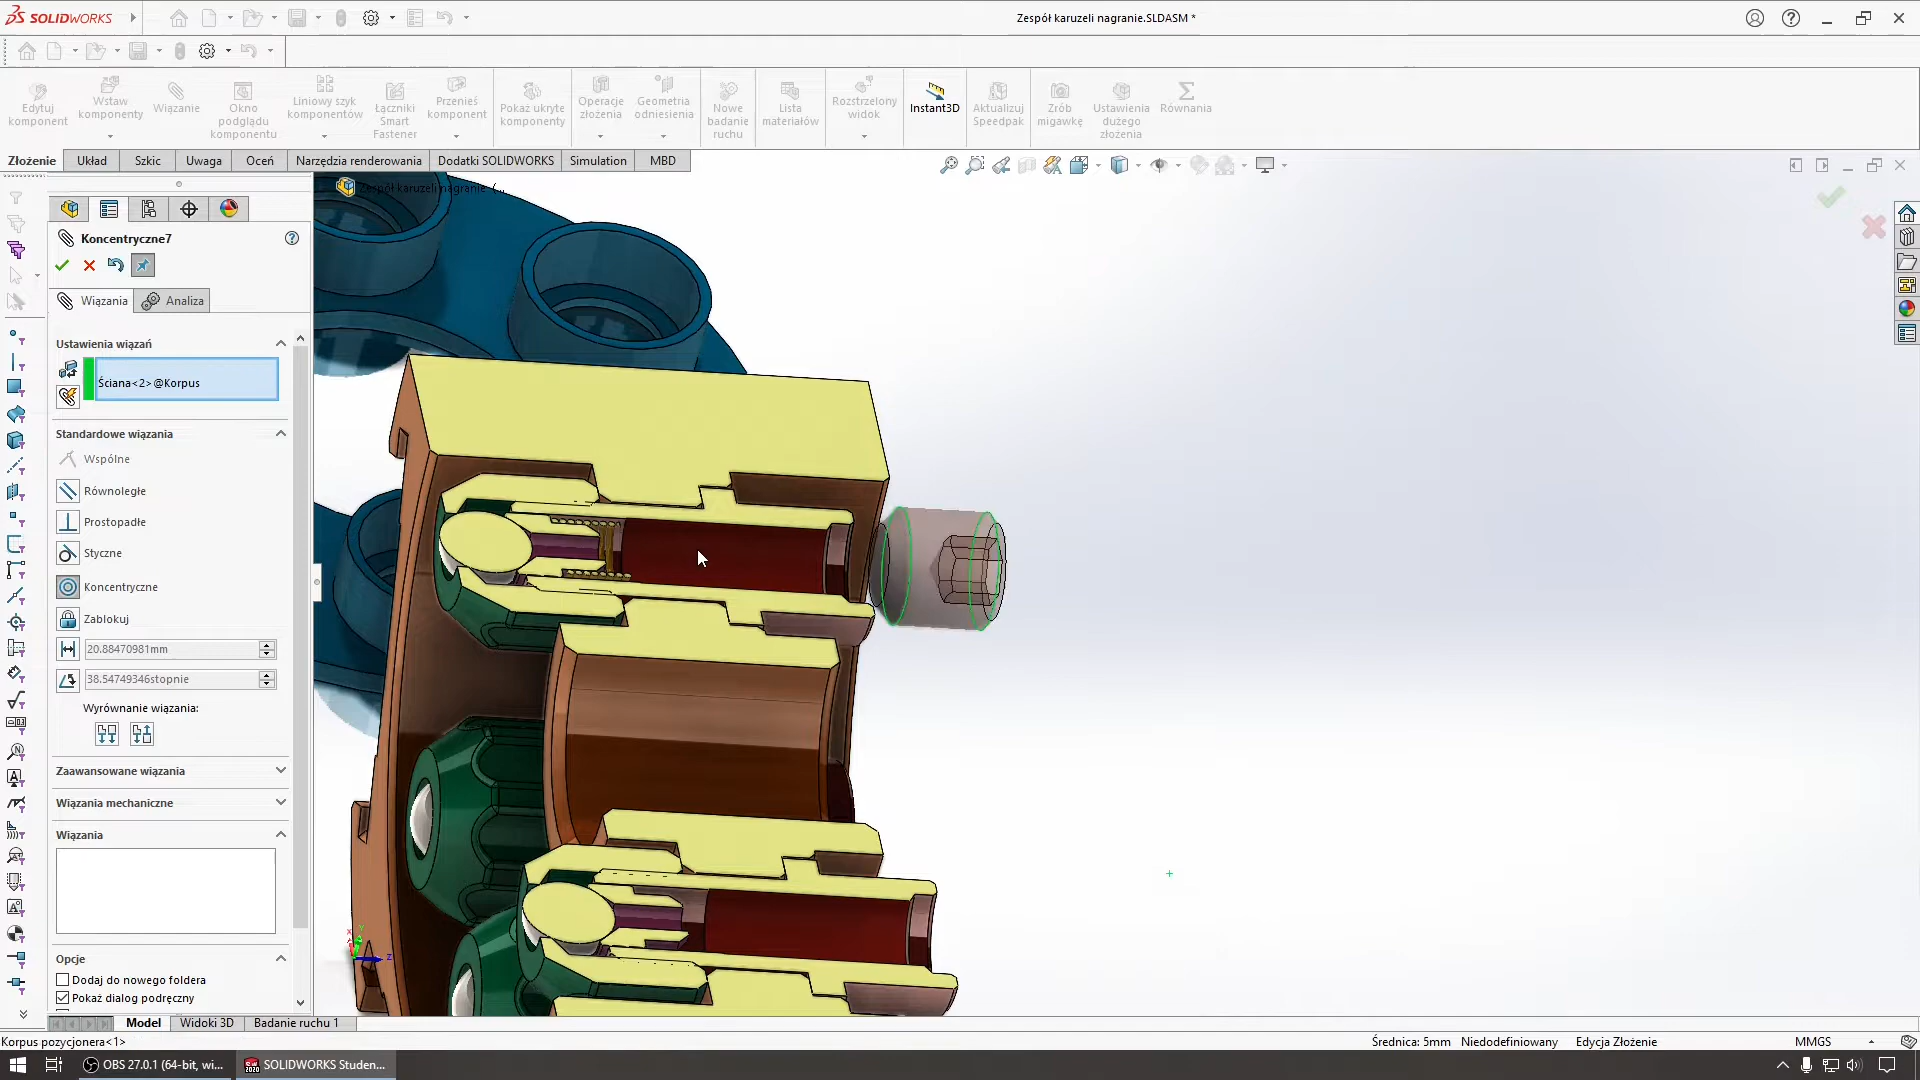 SOLIDWORKS
Zespół karuzeli nagranie.SLDASM *
Edytuj komponent
Wstaw komponenty
Wiązanie
Okno podglądu komponentu
Liniowy szyk komponentów
Łączniki Smart Fastener
Przenieś komponent
Pokaż ukryte komponenty
Operacje złożenia
Geometria odniesienia
Nowe badanie ruchu
Lista materiałów
Rozstrzelony widok
Instant3D
Aktualizuj Speedpak
Zrób migawkę
Ustawienia dużego złożenia
Równania
Złożenie
Układ
Szkic
Uwaga
Oceń
Narzędzia renderowania
Dodatki SOLIDWORKS
Simulation
MBD
Zespół karuzeli nagranie (...
Koncentryczne7
Wiązania
Analiza
Ustawienia wiązań
Ściana<2>@Korpus
Standardowe wiązania
Wspólne
Równoległe
Prostopadłe
Styczne
Koncentryczne
Zablokuj
20.88470981mm
38.54749346stopnie
Wyrównanie wiązania:
Zaawansowane wiązania
Wiązania mechaniczne
Wiązania
Opcje
Dodaj do nowego foldera
Pokaż dialog podręczny
Model
Widoki 3D
Badanie ruchu 1
Korpus pozycjonera<1>
Średnica: 5mm
Niedodefiniowany
Edycja Złożenie
MMGS
OBS 27.0.1 (64-bit, wi...
SOLIDWORKS Studen...